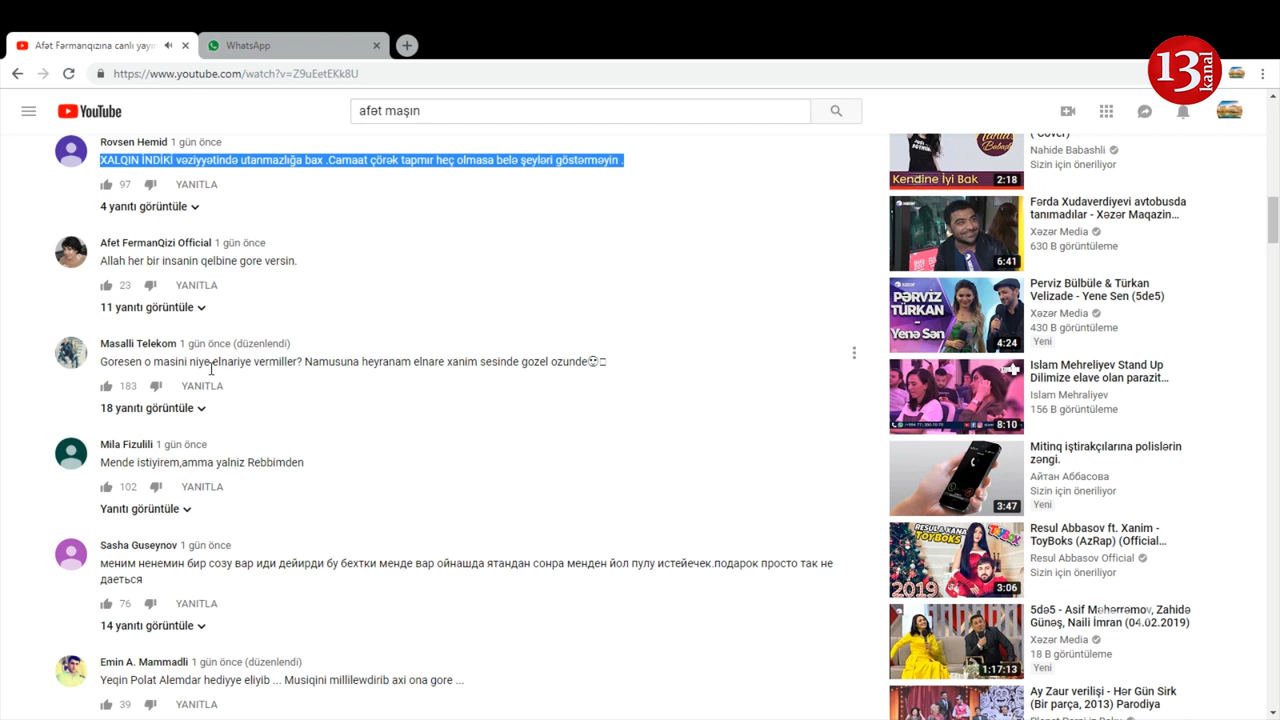 Afət Fərmanqızına canlı yayın
WhatsApp
https://www.youtube.com/watch?v=Z9uEetEKk8U
13
kanal
YouTube
afət maşın
Rovsen Hemid 1 gün önce
XALQIN İNDİKİ vəziyyətində utanmazlığa bax .Camaat çörək tapmır heç olmasa belə şeyləri göstərməyin .
97 YANITLA
4 yanıtı görüntüle
Afet FermanQizi Official 1 gün önce
Allah her bir insanin qelbine gore versin.
23 YANITLA
11 yanıtı görüntüle
Masalli Telekom 1 gün önce (düzenlendi)
Goresen o masini niye elnariye vermiller? Namusuna heyranam elnare xanim sesinde gozel ozunde
183 YANITLA
18 yanıtı görüntüle
Mila Fizulili 1 gün önce
Mende istiyirem,amma yalniz Rebbimden
102 YANITLA
Yanıtı görüntüle
Sasha Guseynov 1 gün önce
меним ненемин бир созу вар иди дейирди бу бехтки менде вар ойнашда ятандан сонра менден йол пулу истейечек.подарок просто так не
даеться
76 YANITLA
14 yanıtı görüntüle
Emin A. Mammadli 1 gün önce (düzenlendi)
Yeqin Polat Alemdar hediyye eliyib ... Musiqini millilewdirib axi ona gore ...
39 YANITLA
Cover)
Nahide Babashli
Sizin için öneriliyor
Kendine İyi Bak
2:18
Fərda Xudaverdiyevi avtobusda
tanımadılar - Xəzər Maqazin...
Xəzər Media
630 B görüntüleme
6:41
Perviz Bülbüle & Türkan
Velizade - Yene Sen (5de5)
Xəzər Media
430 B görüntüleme
Yeni
PƏRVİZ
TÜRKAN
YENƏ SƏN
4:24
Islam Mehreliyev Stand Up
Dilimize elave olan parazit...
Islam Mehraliyev
156 B görüntüleme
8:10
Mitinq iştirakçılarına polislərin
zəngi.
Айтан Аббасова
Sizin için öneriliyor
Yeni
3:47
Resul Abbasov ft. Xanim -
ToyBoks (AzRap) (Official...
Resul Abbasov Official
Sizin için öneriliyor
RESUL & XANA
TOYBOKS
TOYBOX
2019
3:06
5də5 - Asif Məhərrəmov, Zahidə
Günəş, Naili İmran (04.02.2019)
Xəzər Media
18 B görüntüleme
Yeni
1:17:13
Ay Zaur verilişi - Hər Gün Sirk
(Bir parça, 2013) Parodiya